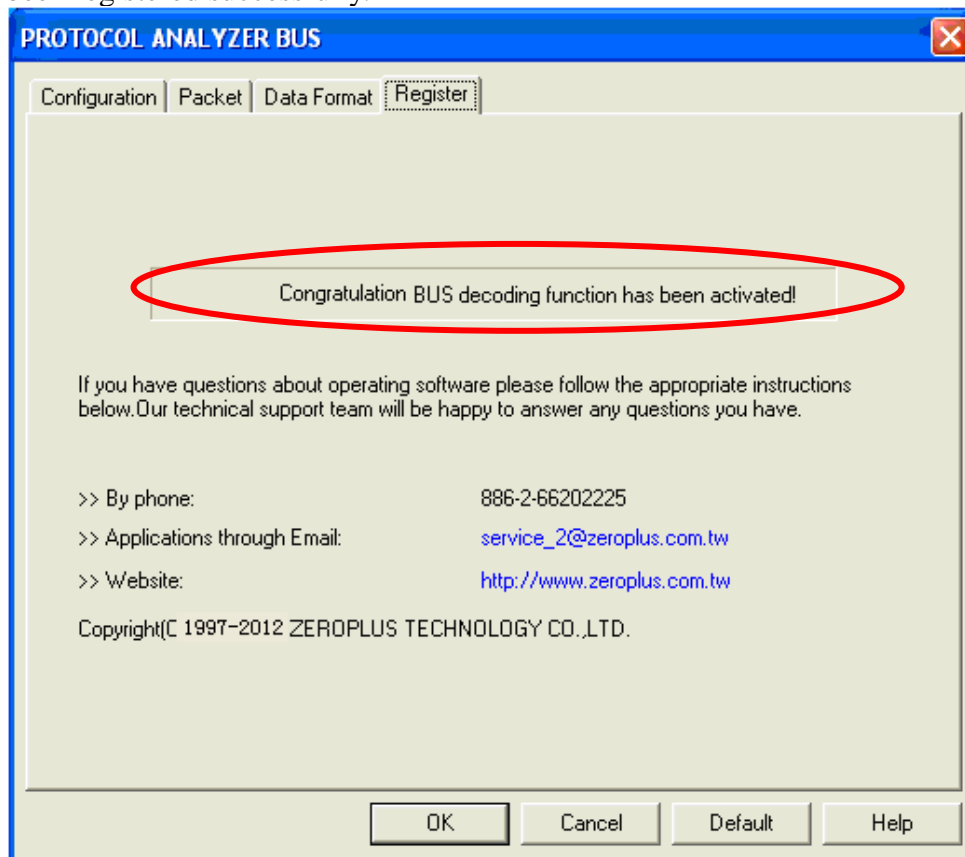 registered successfully.
PROTOCOL ANALYZER BUS
Configuration Packet Data Format Register
Congratulation BUS decoding function has been activated!
If you have questions about operating software please follow the appropriate instructions
below.Our technical support team will be happy to answer any questions you have.
>> By phone: 886-2-66202225
>> Applications through Email: service_2@zeroplus.com.tw
>> Website: http://www.zeroplus.com.tw
Copyright(C 1997-2012 ZEROPLUS TECHNOLOGY CO.,LTD.
OK Cancel Default Help